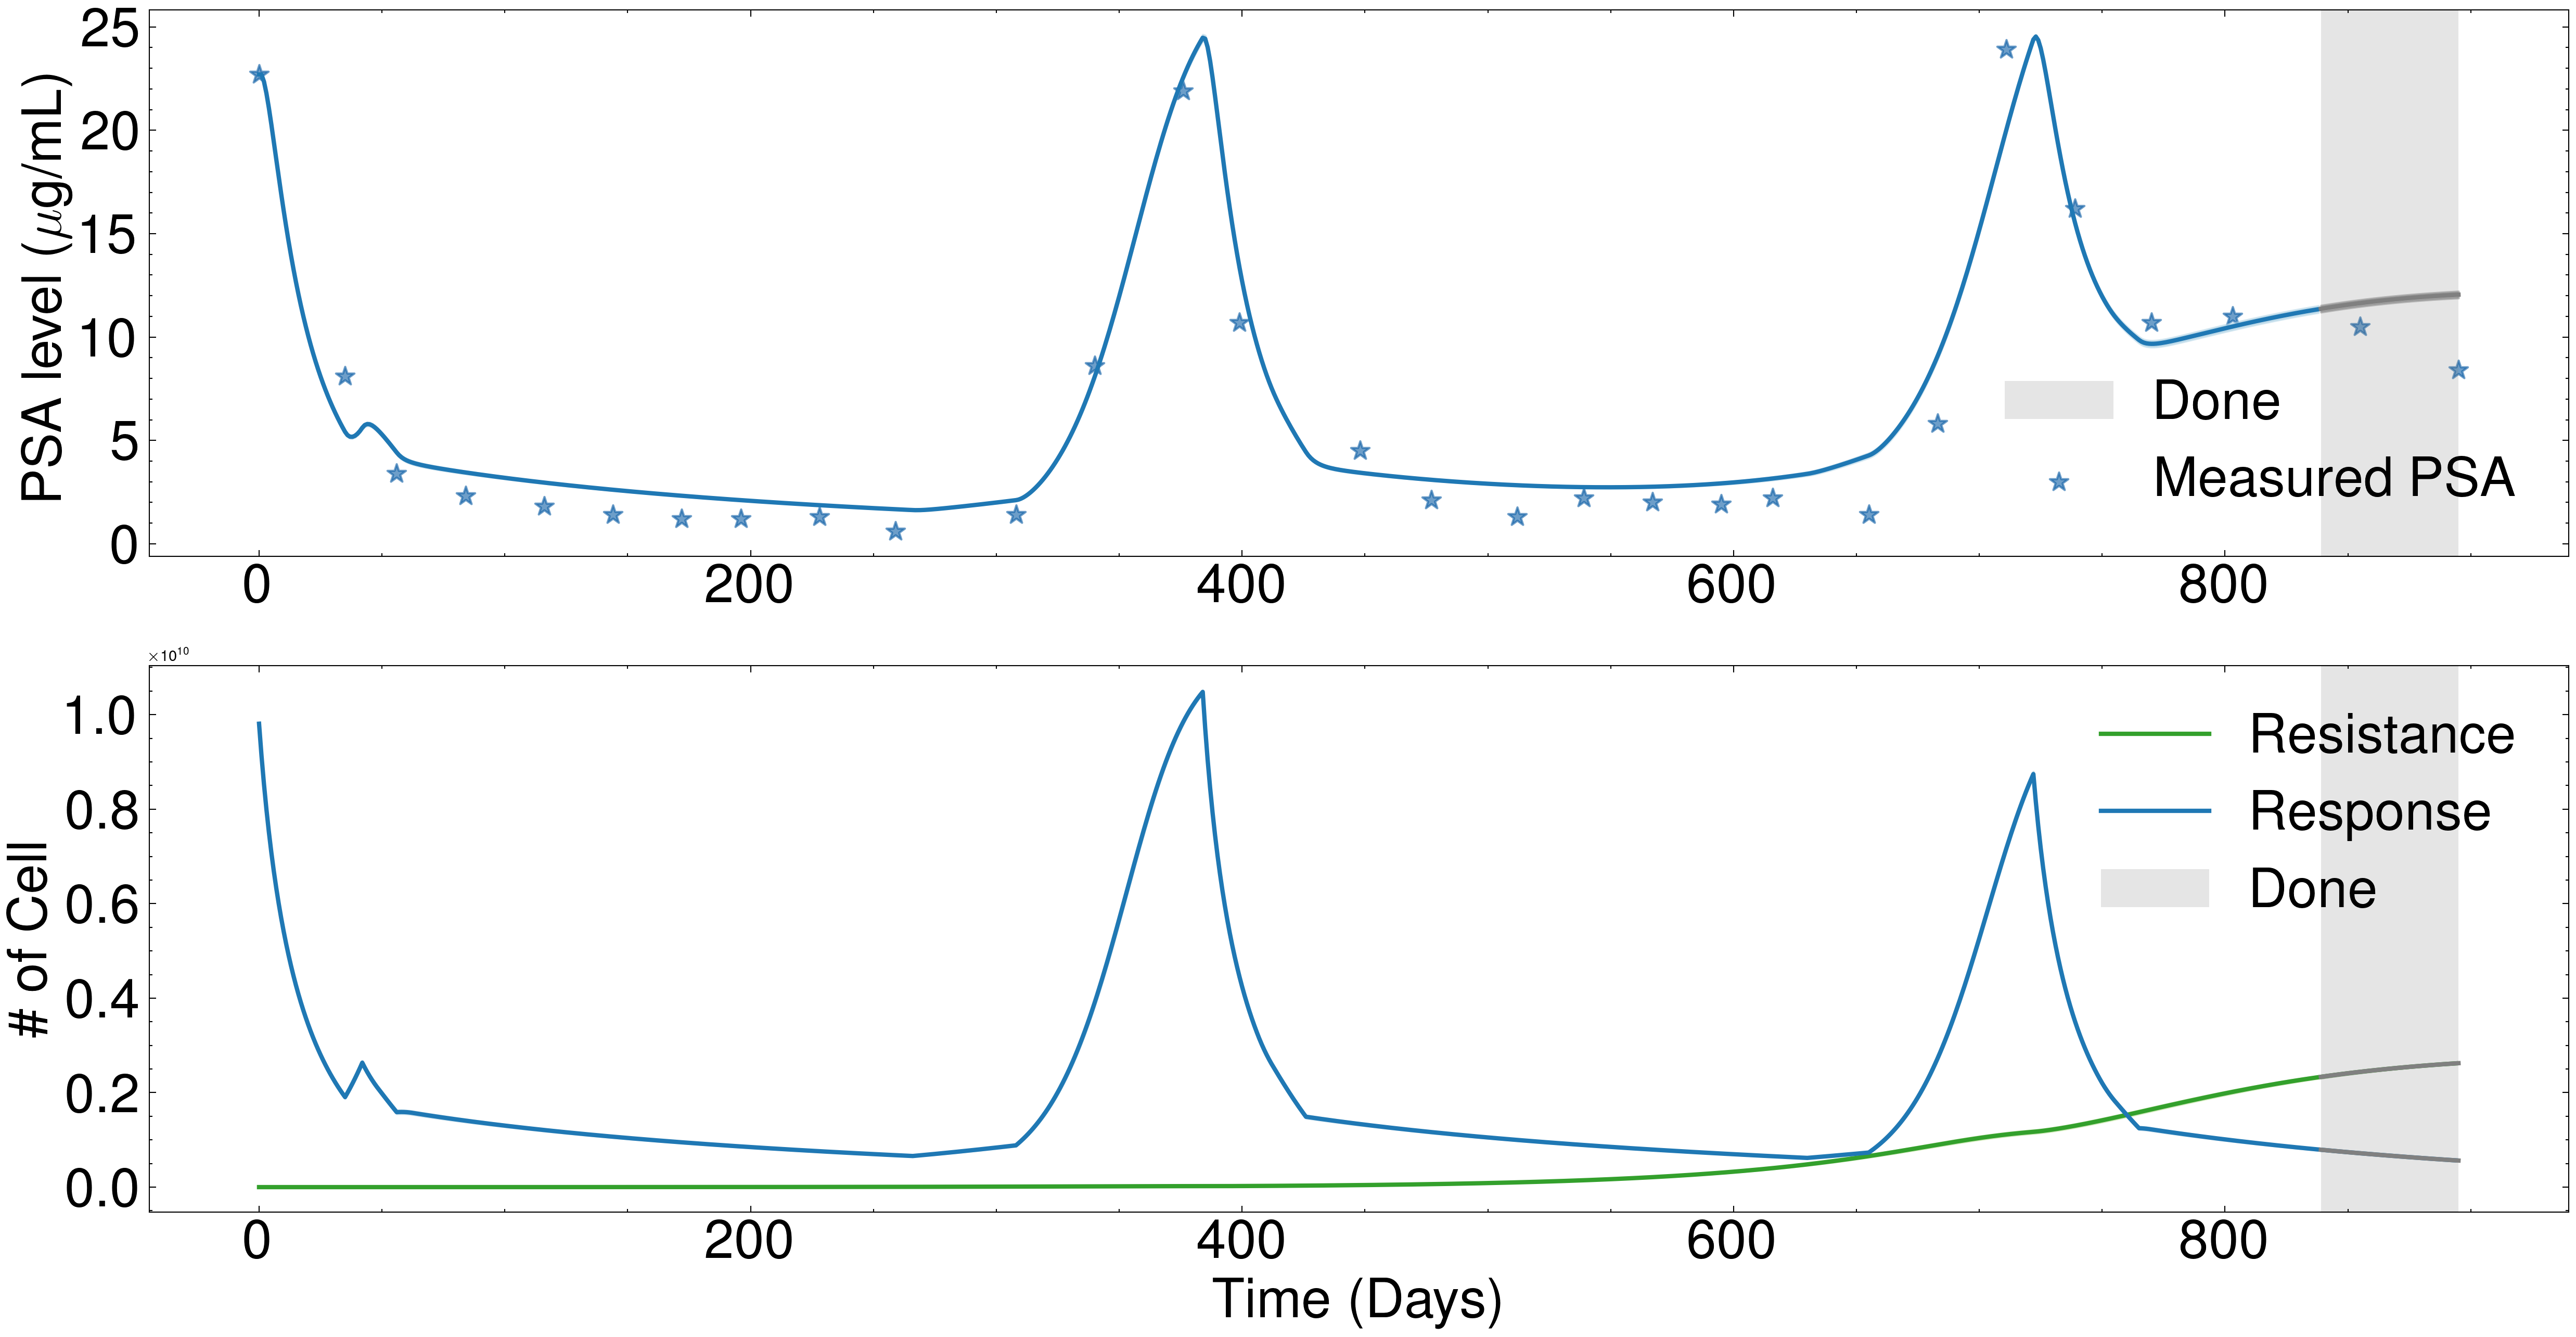 PSA level (μg/mL)
25
20
15
10
5
0
Done
Measured PSA
0 200 400 600 800
×10¹⁰
# of Cell
1.0
0.8
0.6
0.4
0.2
0.0
Resistance
Response
Done
0 200 400 600 800
Time (Days)